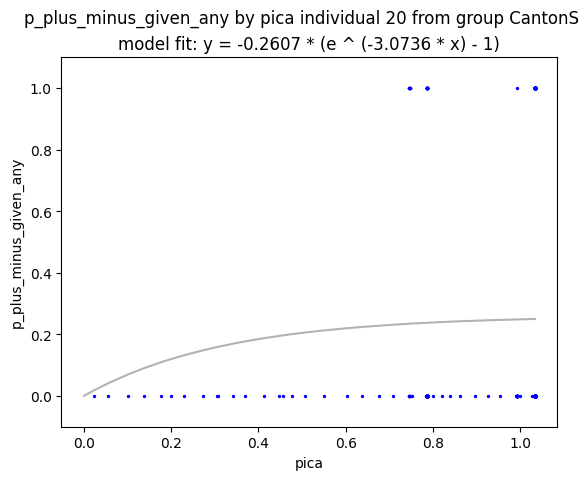 p_plus_minus_given_any by pica individual 20 from group CantonS
model fit: y = -0.2607 * (e ^ (-3.0736 * x) - 1)
1.0
0.8
0.6
0.4
0.2
0.0
p_plus_minus_given_any
0.0 0.2 0.4 0.6 0.8 1.0
pica